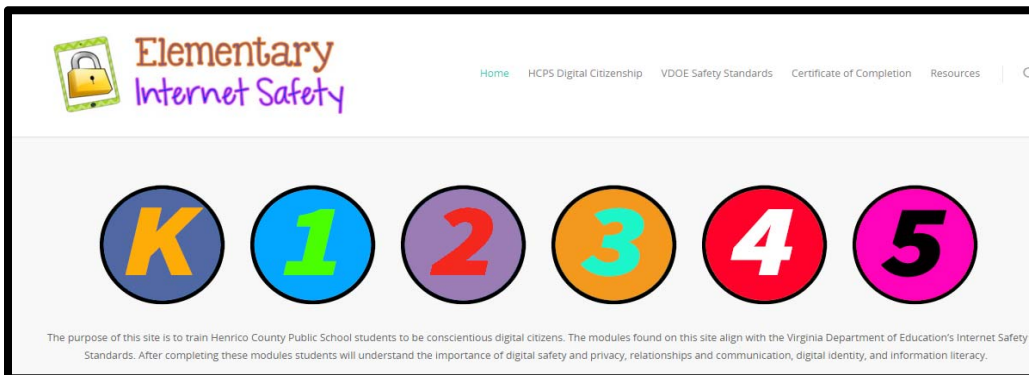 Elementary
Internet Safety
Home HCPS Digital Citizenship VDOE Safety Standards Certificate of Completion Resources
K 1 2 3 4 5
The purpose of this site is to train Henrico County Public School students to be conscientious digital citizens. The modules found on this site align with the Virginia Department of Education's Internet Safety
Standards. After completing these modules students will understand the importance of digital safety and privacy, relationships and communication, digital identity, and information literacy.